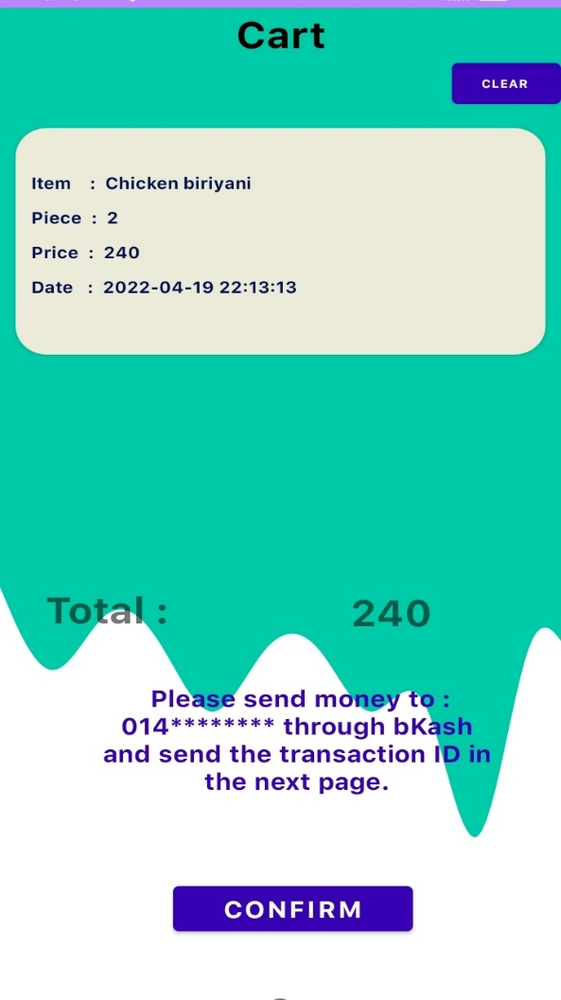 Cart
CLEAR
Item : Chicken biriyani
Piece : 2
Price : 240
Date : 2022-04-19 22:13:13
Total : 240
Please send money to :
014******** through bKash
and send the transaction ID in
the next page.
CONFIRM